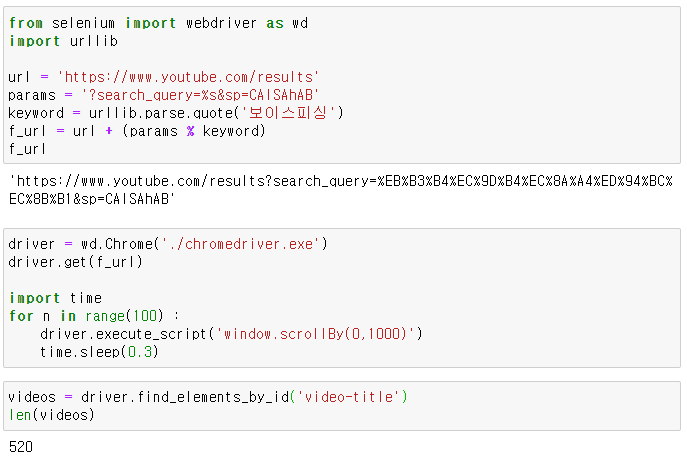 from selenium import webdriver as wd
import urllib
url = 'https://www.youtube.com/results'
params = '?search_query=%s&sp=CAISAhAB'
keyword = urllib.parse.quote('보이스피싱')
f_url = url + (params % keyword)
f_url
'https://www.youtube.com/results?search_query=%EB%B3%B4%EC%9D%B4%EC%8A%A4%ED%94%BC%
EC%8B%B1&sp=CAISAhAB'
driver = wd.Chrome('./chromedriver.exe')
driver.get(f_url)
import time
for n in range(100) :
    driver.execute_script('window.scrollBy(0,1000)')
    time.sleep(0.3)
videos = driver.find_elements_by_id('video-title')
len(videos)
520